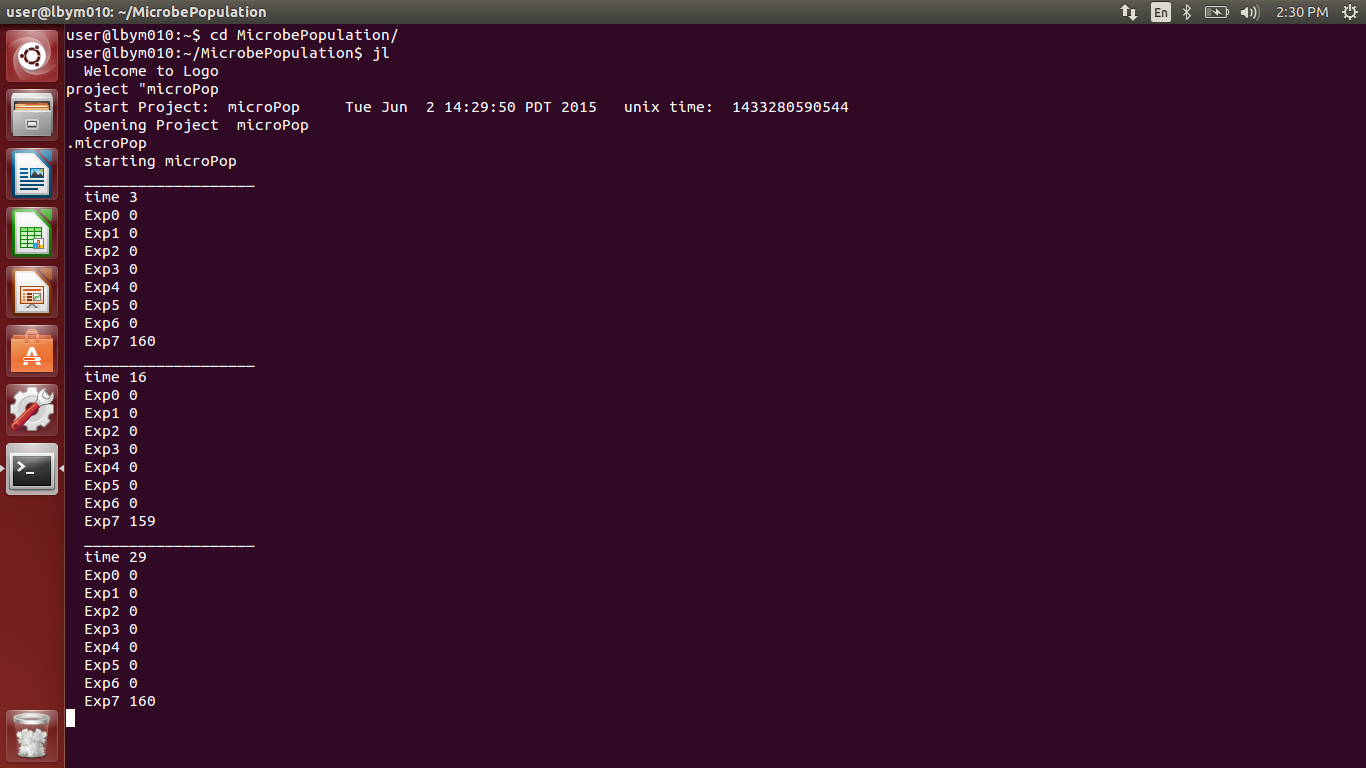 user@lbym010: ~/MicrobePopulation
En
2:30 PM
user@lbym010:~$ cd MicrobePopulation/
user@lbym010:~/MicrobePopulation$ jl
Welcome to Logo
project "microPop
Start Project:  microPop     Tue Jun  2 14:29:50 PDT 2015   unix time:  1433280590544
Opening Project  microPop
.microPop
starting microPop
___________________
time 3
Exp0 0
Exp1 0
Exp2 0
Exp3 0
Exp4 0
Exp5 0
Exp6 0
Exp7 160
___________________
time 16
Exp0 0
Exp1 0
Exp2 0
Exp3 0
Exp4 0
Exp5 0
Exp6 0
Exp7 159
___________________
time 29
Exp0 0
Exp1 0
Exp2 0
Exp3 0
Exp4 0
Exp5 0
Exp6 0
Exp7 160